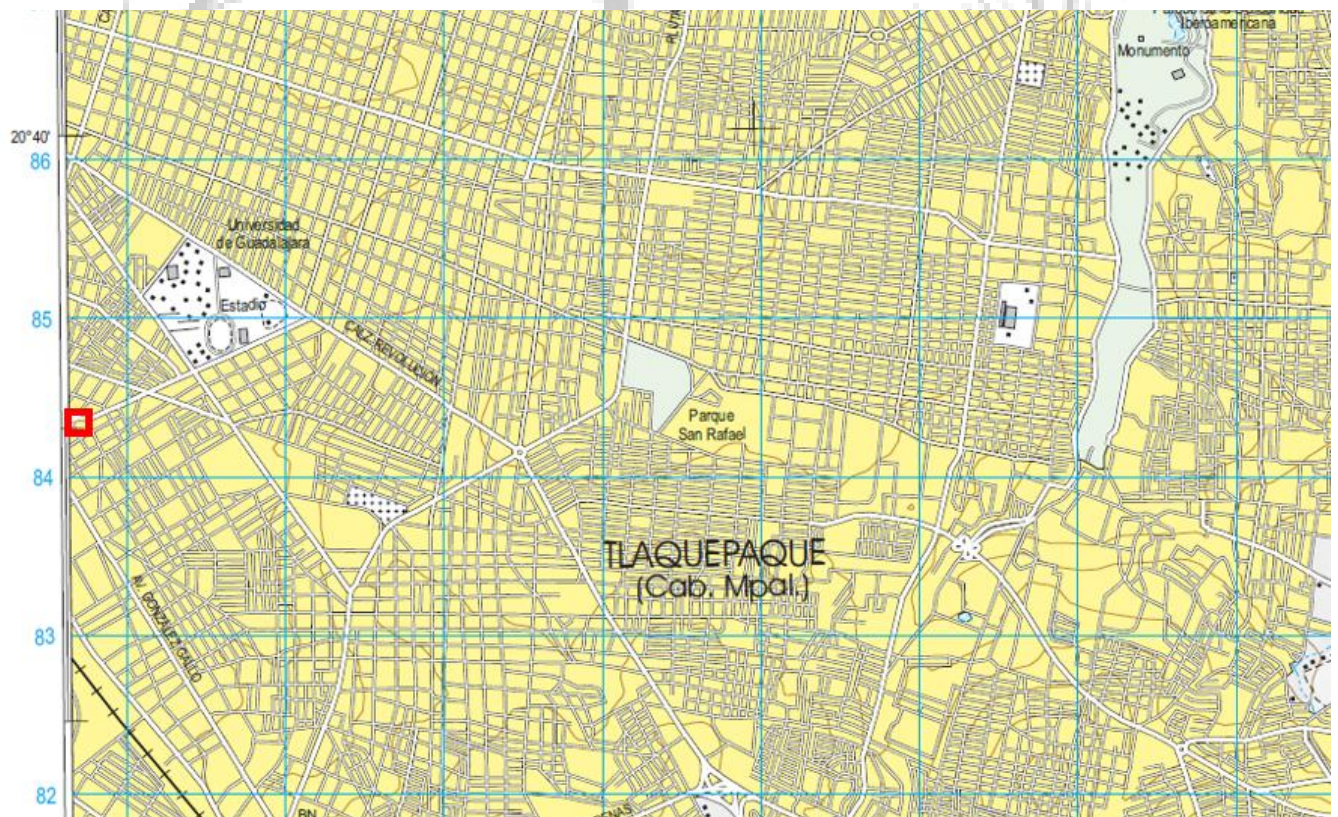 Iberoamericana
Monumento
20°40'
86
Universidad
de Guadalajara
85
Estadio
CALZ. REVOLUCION
Parque
San Rafael
84
TLAQUEPAQUE
(Cab. Mpal.)
83
AV. GONZALEZ GALLO
82